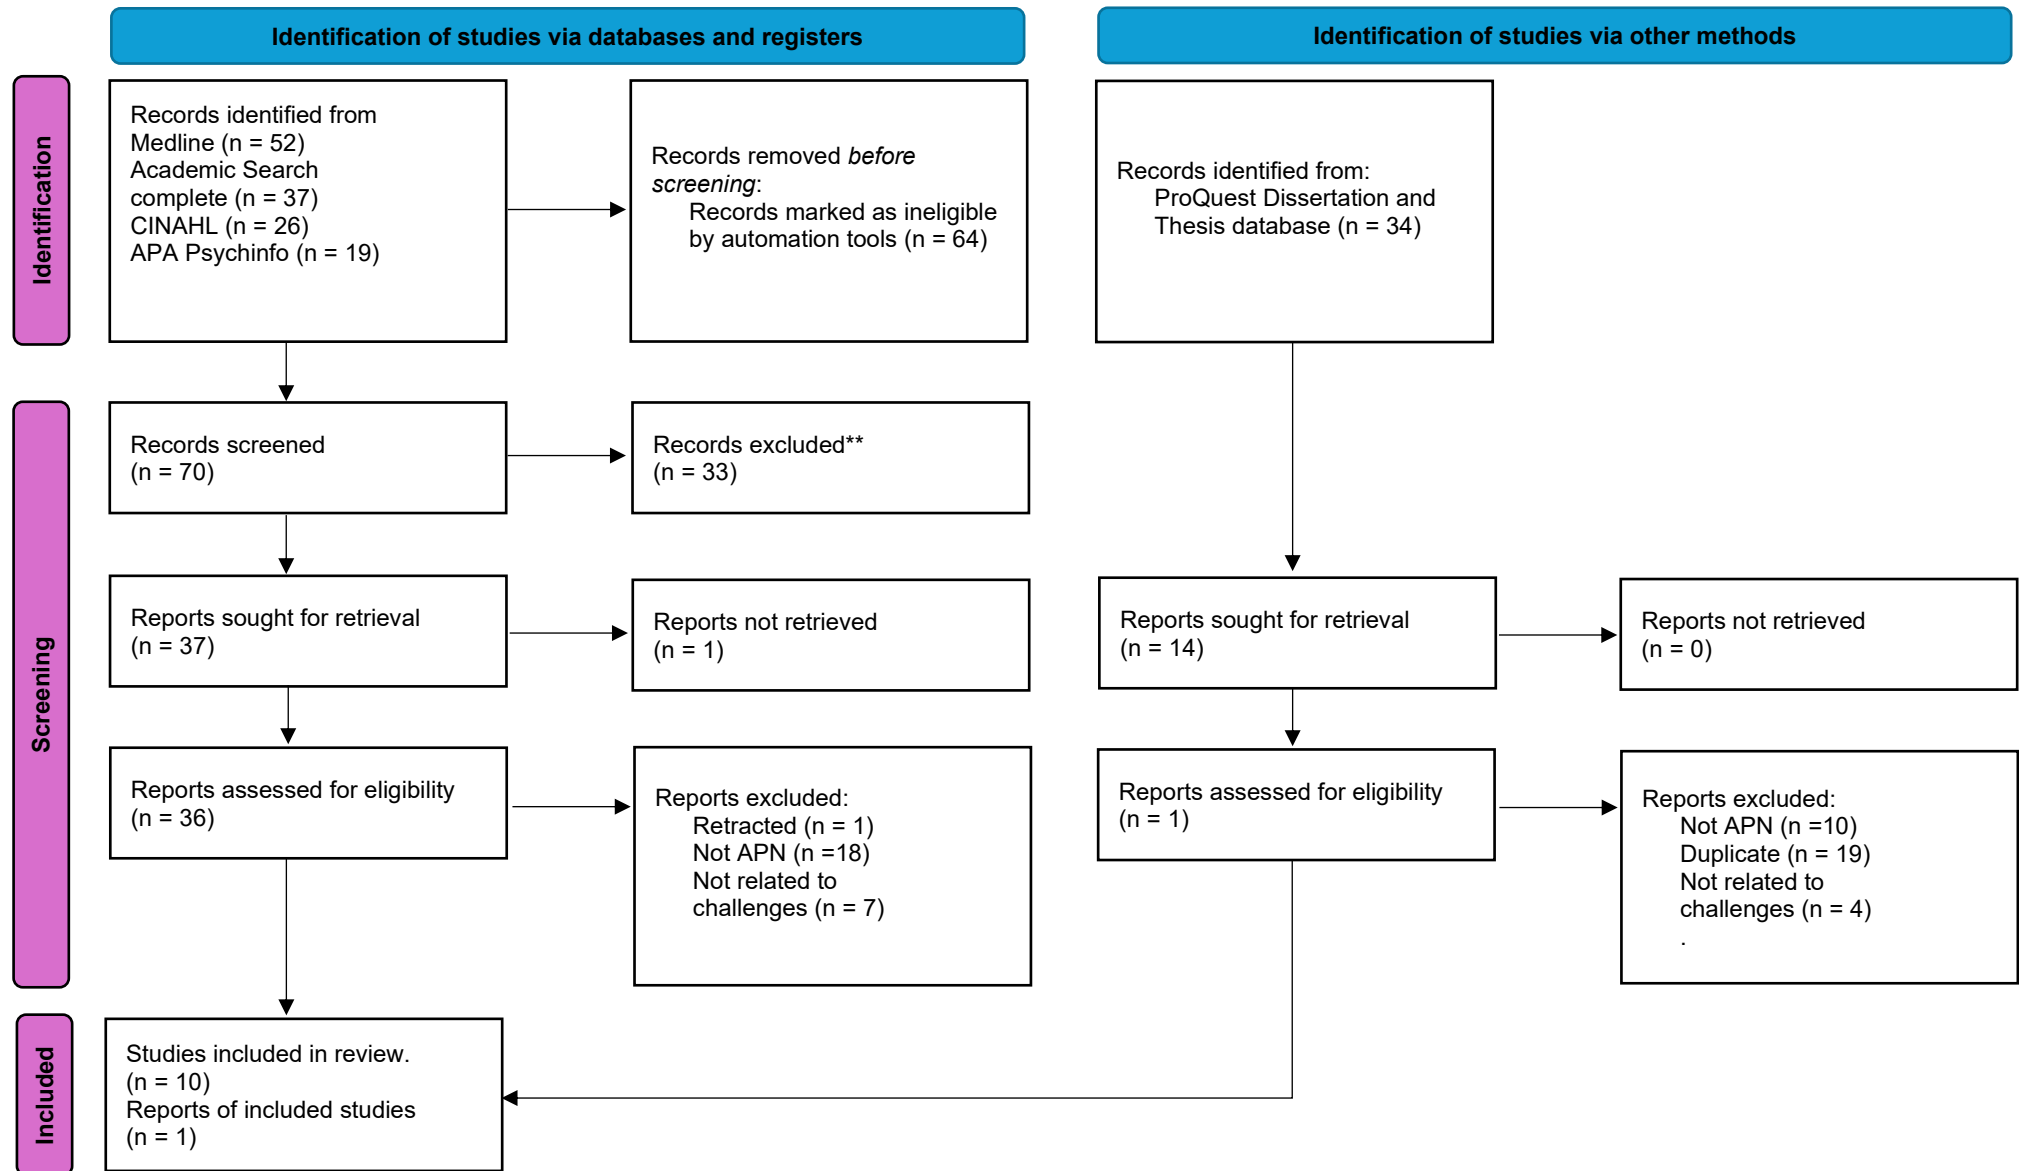 Identification of studies via databases and registers
Identification of studies via other methods
Identification
Records identified from
Medline (n = 52)
Academic Search
complete (n = 37)
CINAHL (n = 26)
APA Psychinfo (n = 19)
Records removed before
screening:
Records marked as ineligible
by automation tools (n = 64)
Records identified from:
ProQuest Dissertation and
Thesis database (n = 34)
Screening
Records screened
(n = 70)
Records excluded**
(n = 33)
Reports sought for retrieval
(n = 37)
Reports not retrieved
(n = 1)
Reports sought for retrieval
(n = 14)
Reports not retrieved
(n = 0)
Reports assessed for eligibility
(n = 36)
Reports excluded:
Retracted (n = 1)
Not APN (n =18)
Not related to
challenges (n = 7)
Reports assessed for eligibility
(n = 1)
Reports excluded:
Not APN (n =10)
Duplicate (n = 19)
Not related to
challenges (n = 4)
.
Included
Studies included in review.
(n = 10)
Reports of included studies
(n = 1)